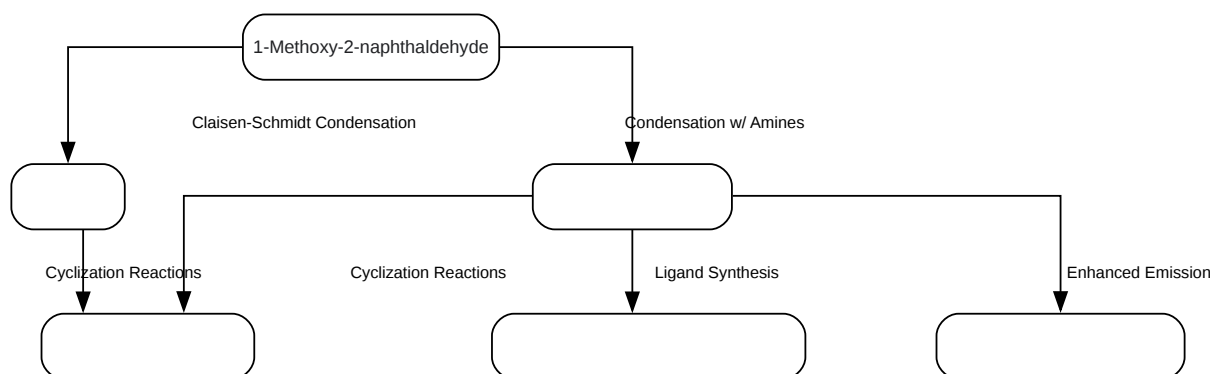 1-Methoxy-2-naphthaldehyde
Claisen-Schmidt Condensation
Condensation w/ Amines
Cyclization Reactions
Cyclization Reactions
Ligand Synthesis
Enhanced Emission